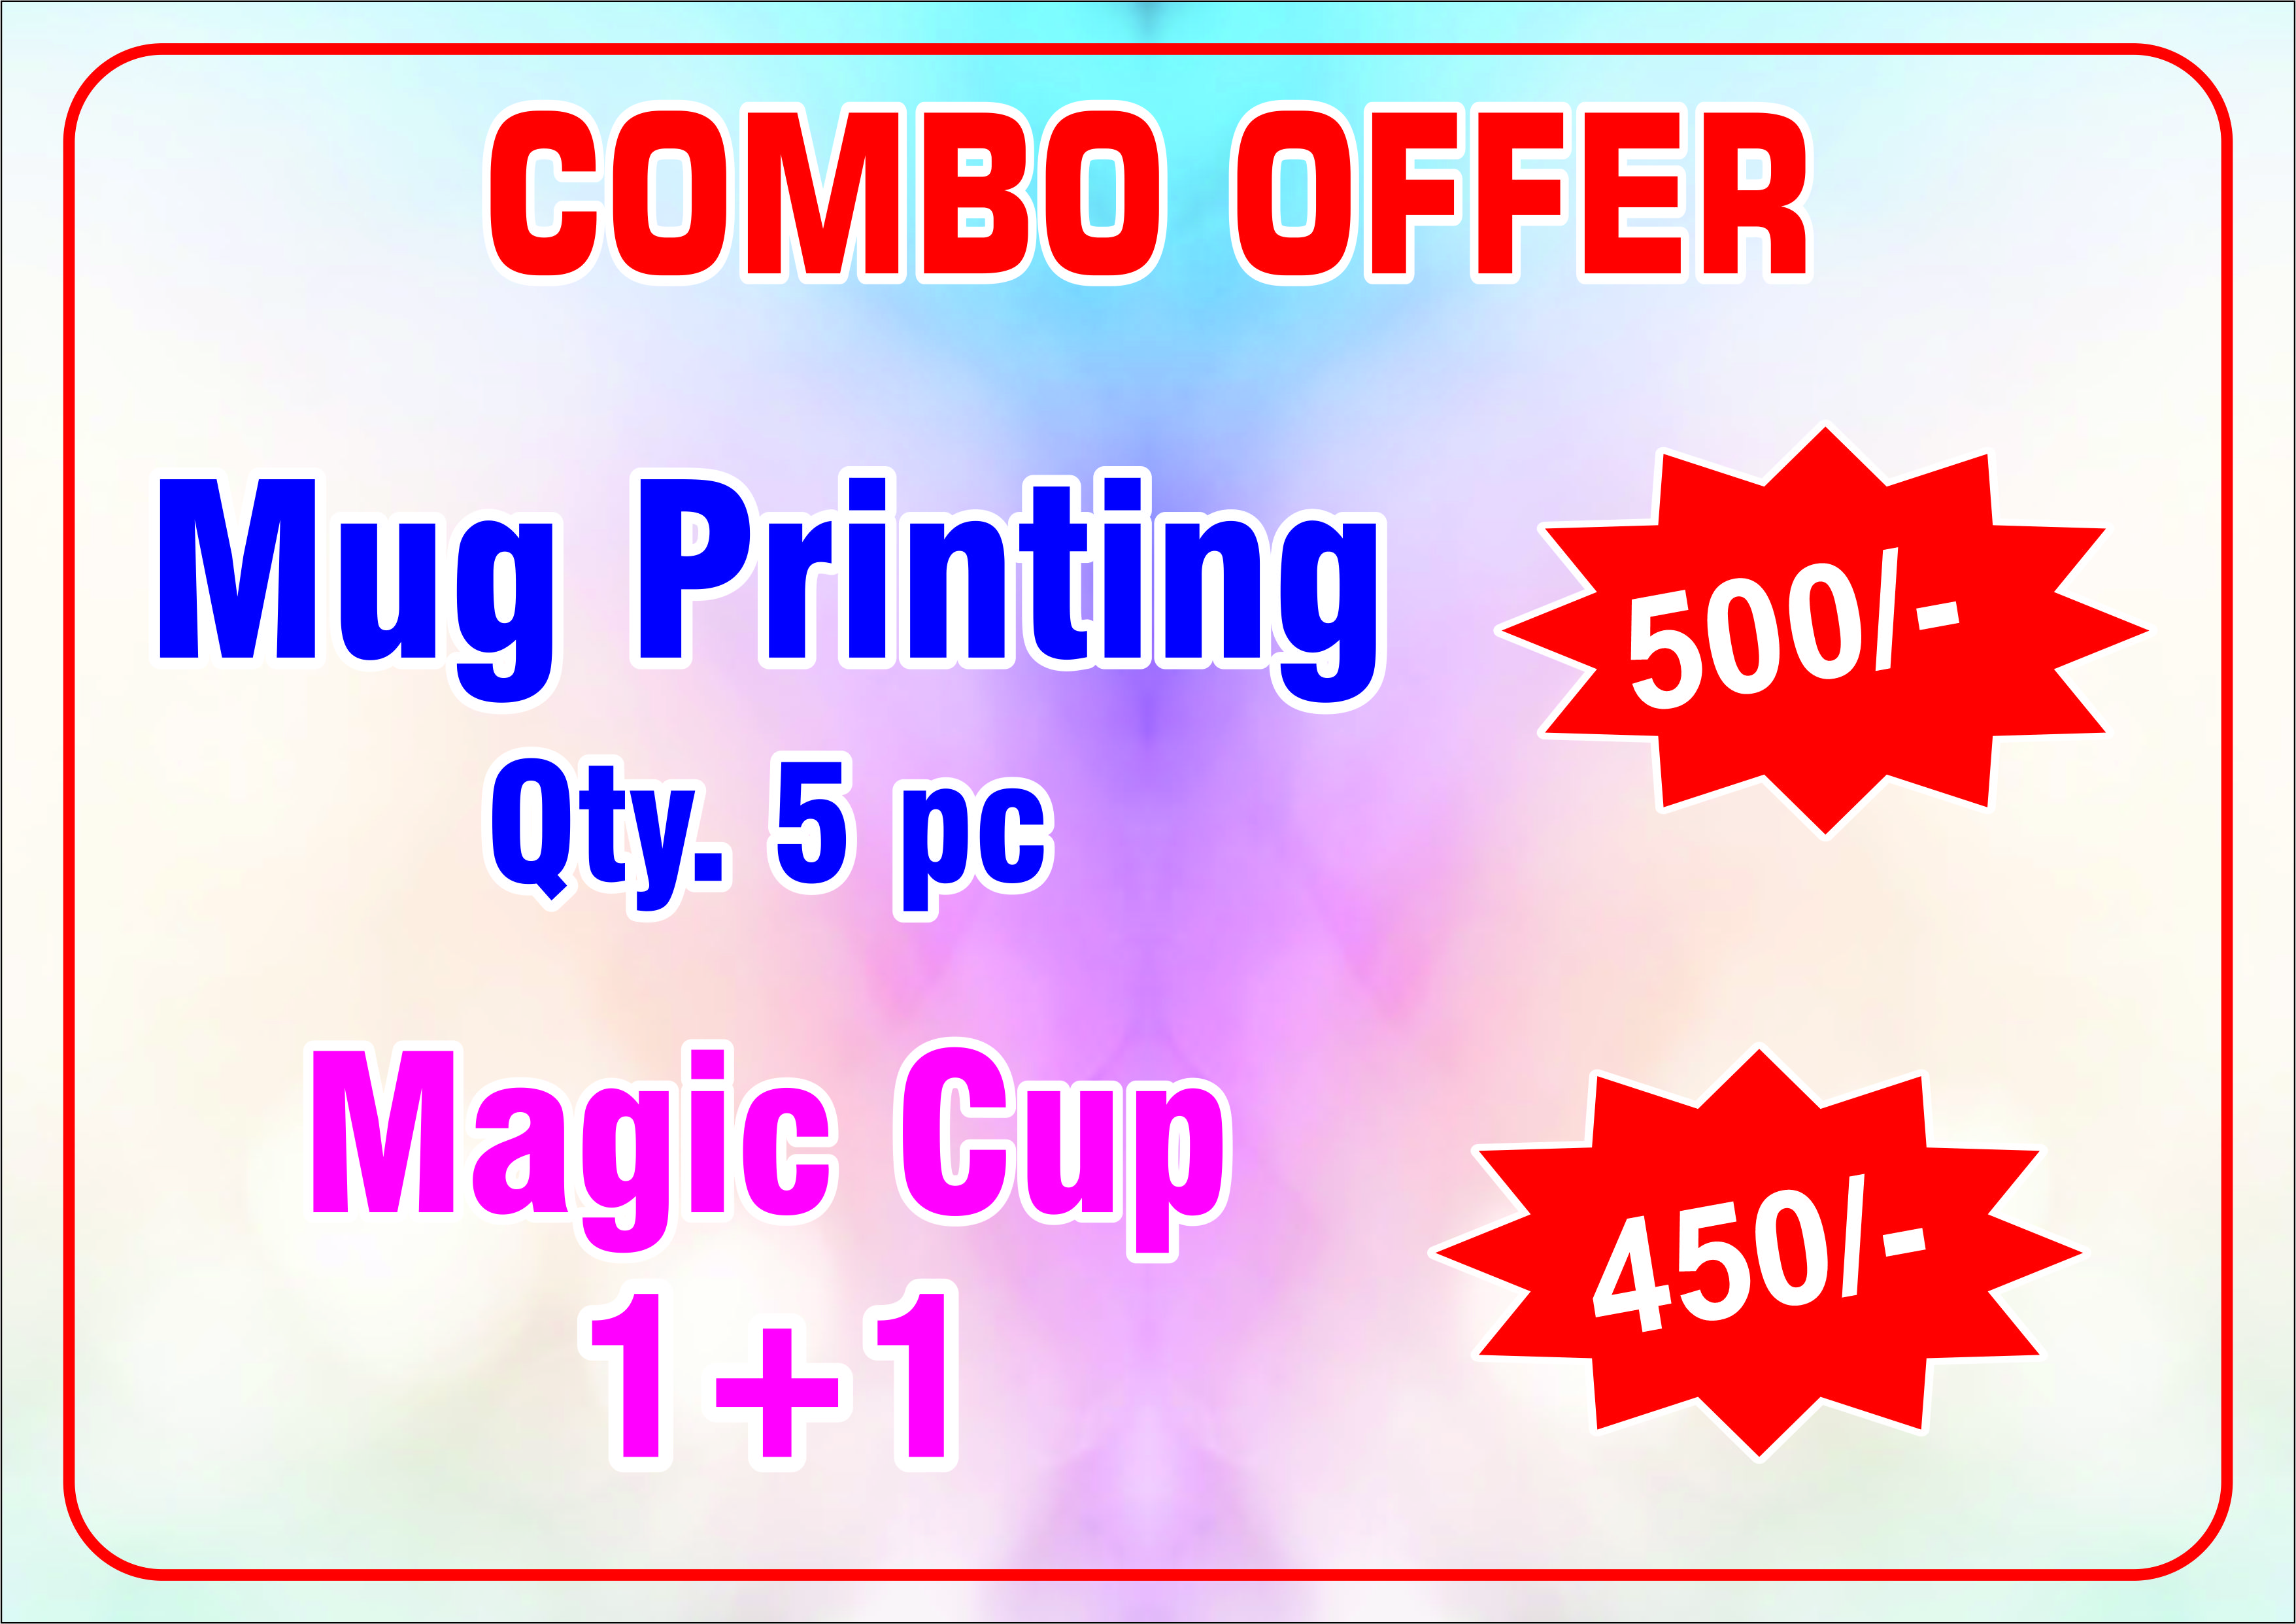 COMBO OFFER
Mug Printing
500/-
Qty. 5 pc
Magic Cup
450/-
1+1